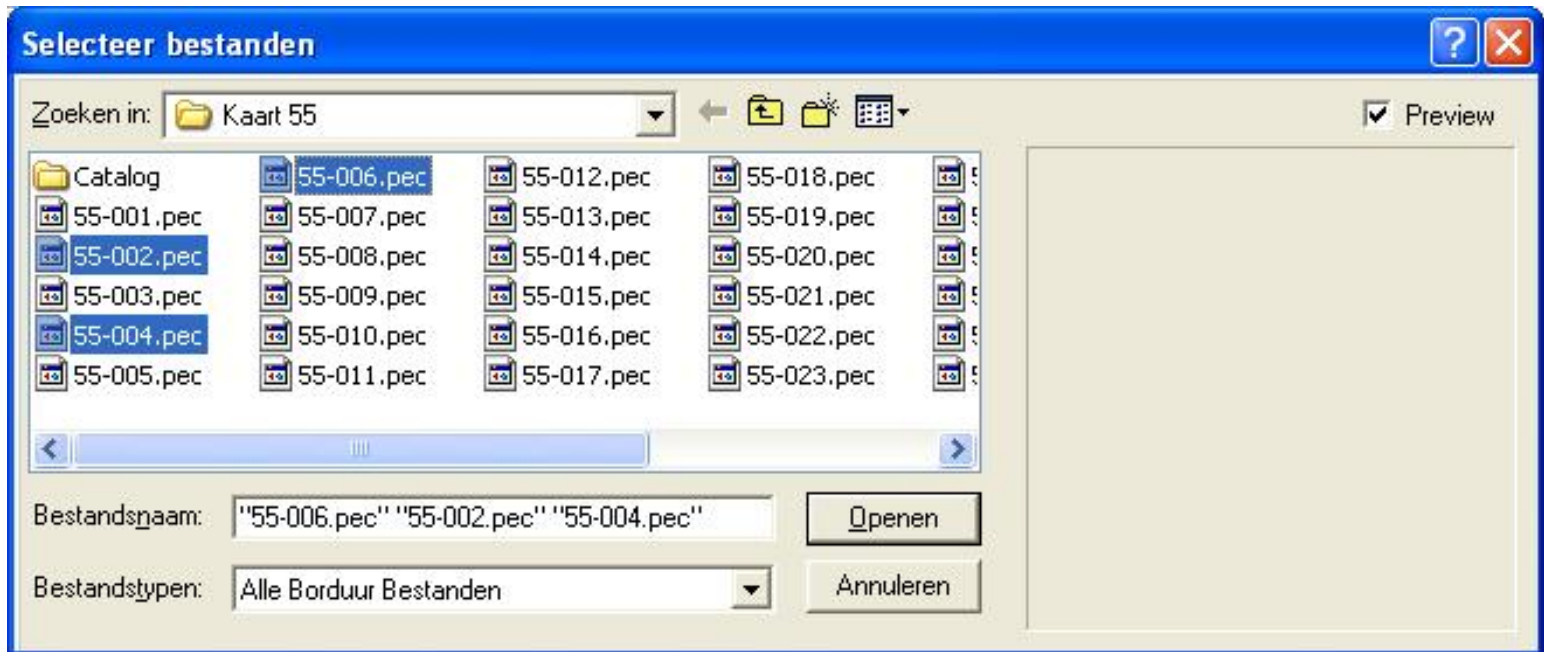 Selecteer bestanden
Zoeken in: Kaart 55 Preview
Catalog 55-006.pec 55-012.pec 55-018.pec
55-001.pec 55-007.pec 55-013.pec 55-019.pec
55-002.pec 55-008.pec 55-014.pec 55-020.pec
55-003.pec 55-009.pec 55-015.pec 55-021.pec
55-004.pec 55-010.pec 55-016.pec 55-022.pec
55-005.pec 55-011.pec 55-017.pec 55-023.pec
Bestandsnaam: "55-006.pec" "55-002.pec" "55-004.pec" Openen
Bestandstypen: Alle Borduur Bestanden Annuleren